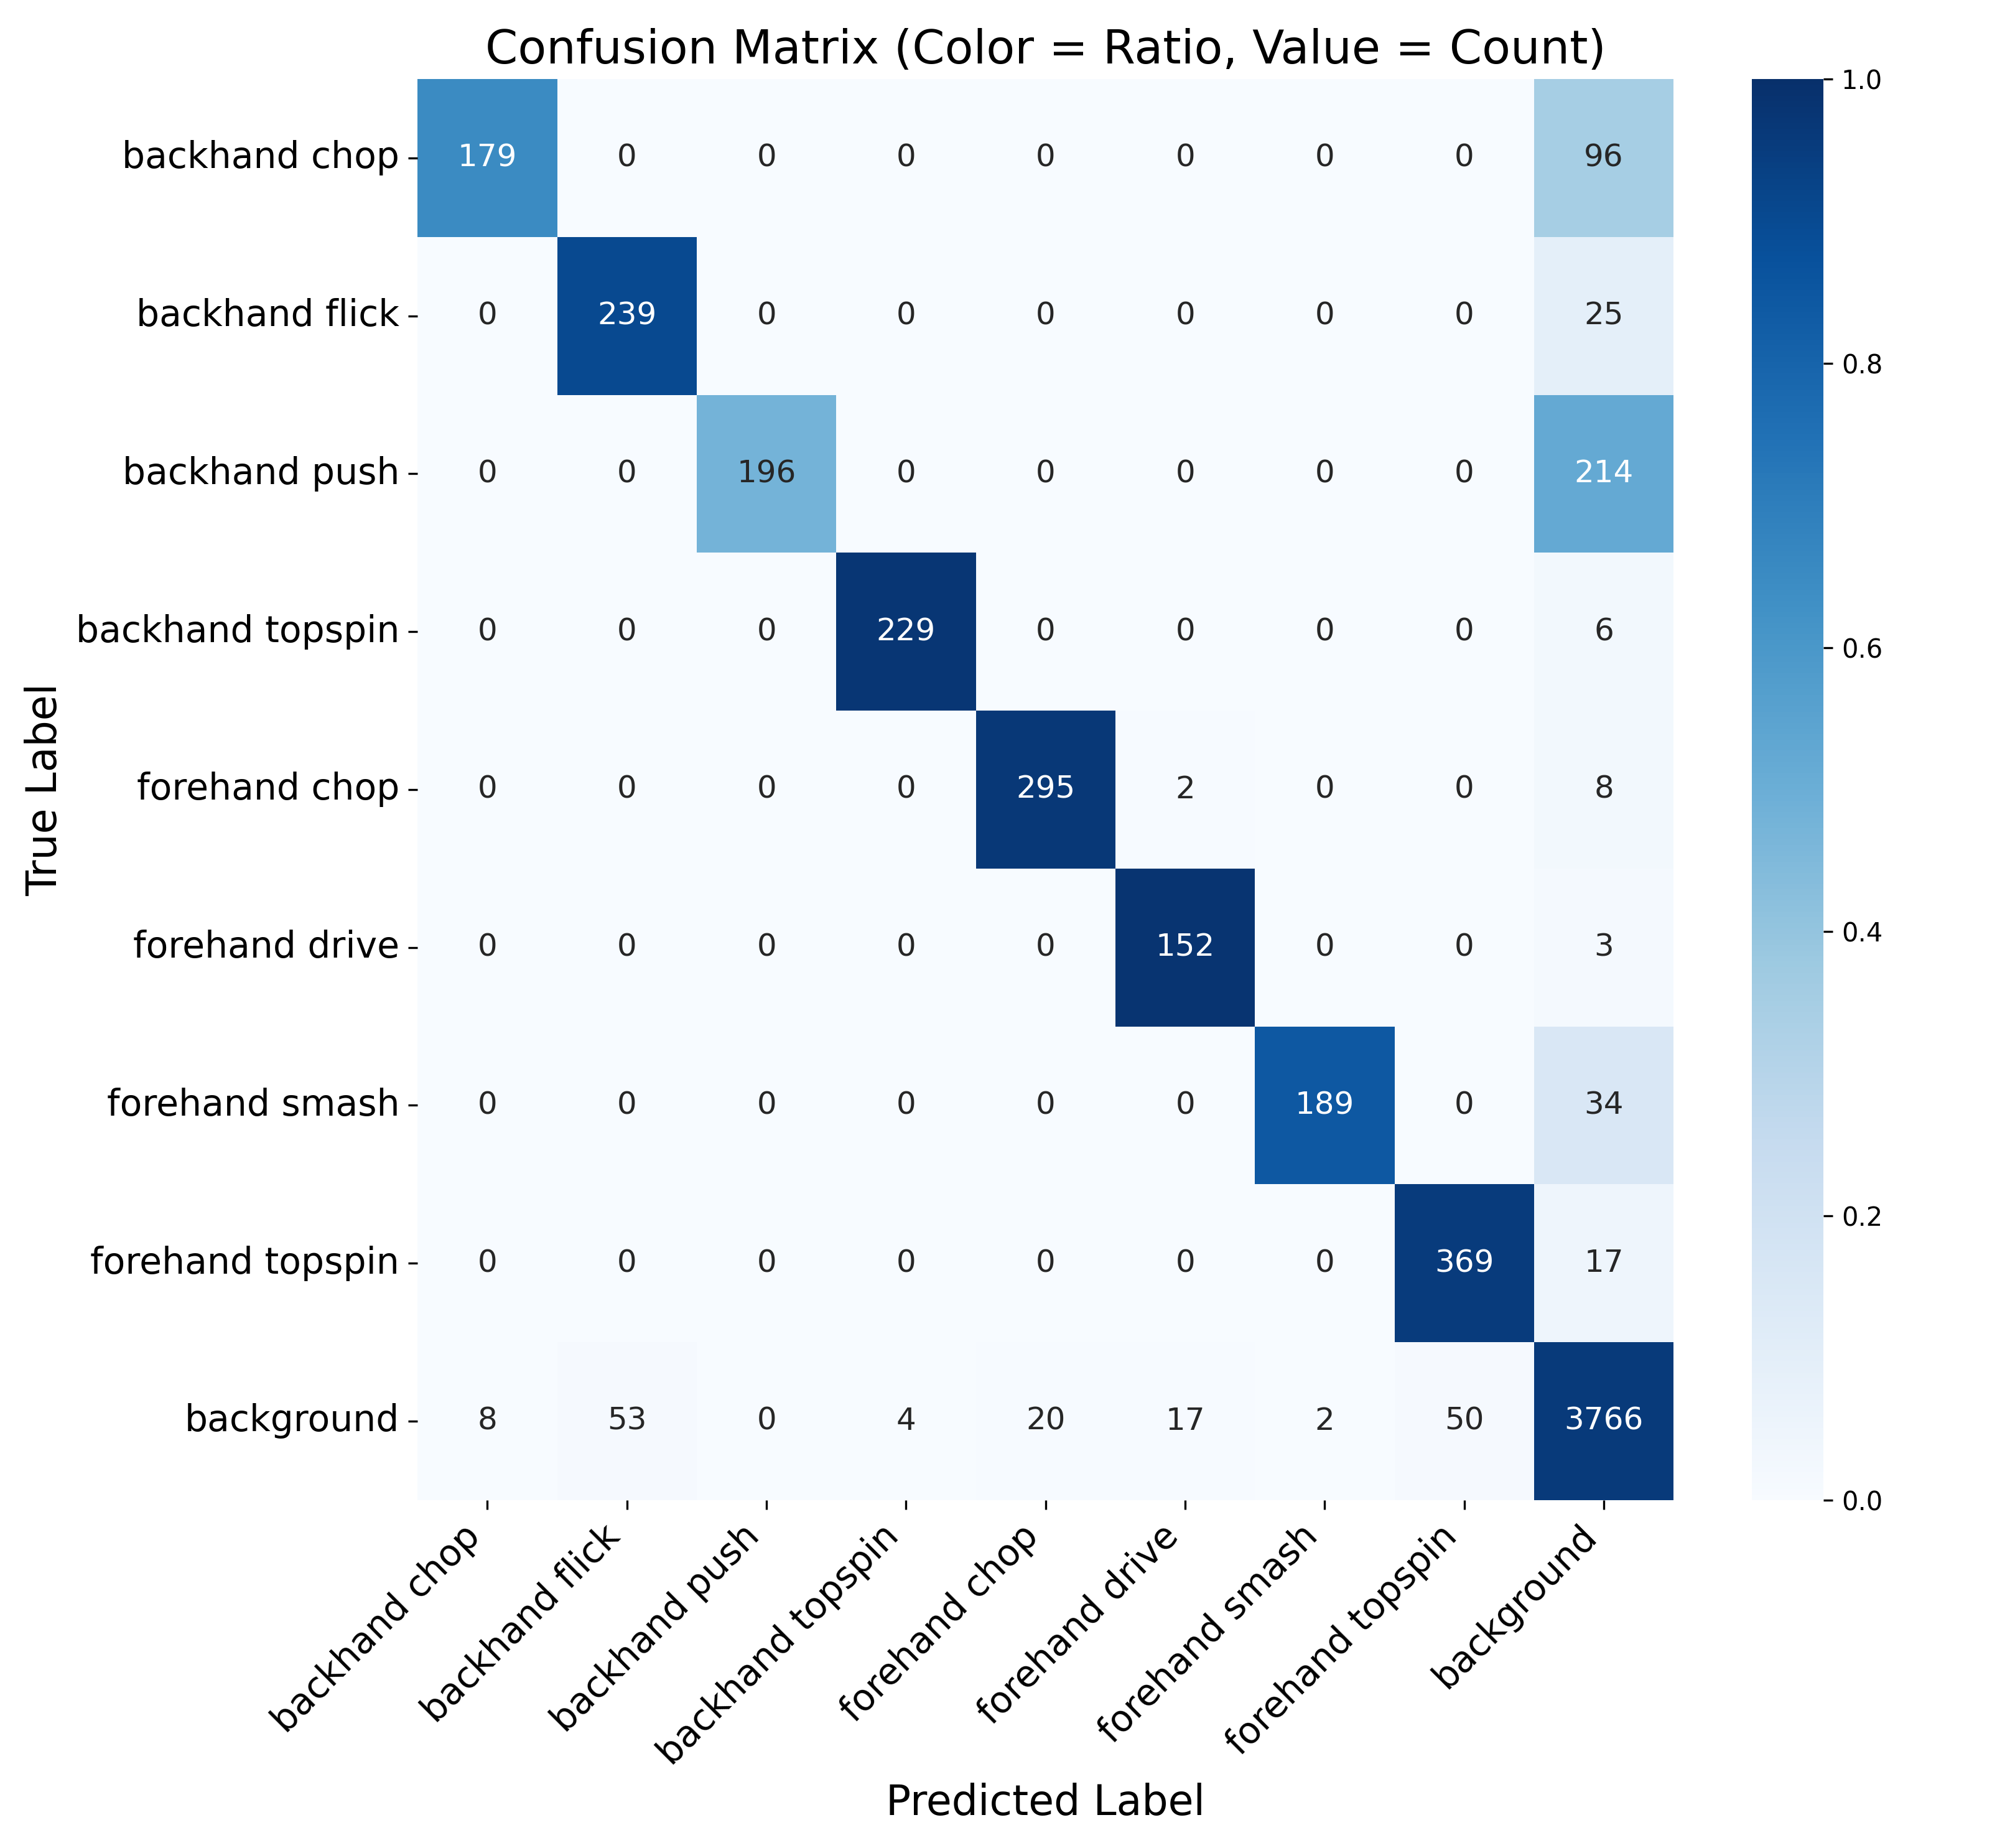 Confusion Matrix (Color = Ratio, Value = Count)
True Label
backhand chop 179 0 0 0 0 0 0 0 96
backhand flick 0 239 0 0 0 0 0 0 25
backhand push 0 0 196 0 0 0 0 0 214
backhand topspin 0 0 0 229 0 0 0 0 6
forehand chop 0 0 0 0 295 2 0 0 8
forehand drive 0 0 0 0 0 152 0 0 3
forehand smash 0 0 0 0 0 0 189 0 34
forehand topspin 0 0 0 0 0 0 0 369 17
background 8 53 0 4 20 17 2 50 3766
backhand chop
backhand flick
backhand push
backhand topspin
forehand chop
forehand drive
forehand smash
forehand topspin
background
Predicted Label
1.0
0.8
0.6
0.4
0.2
0.0